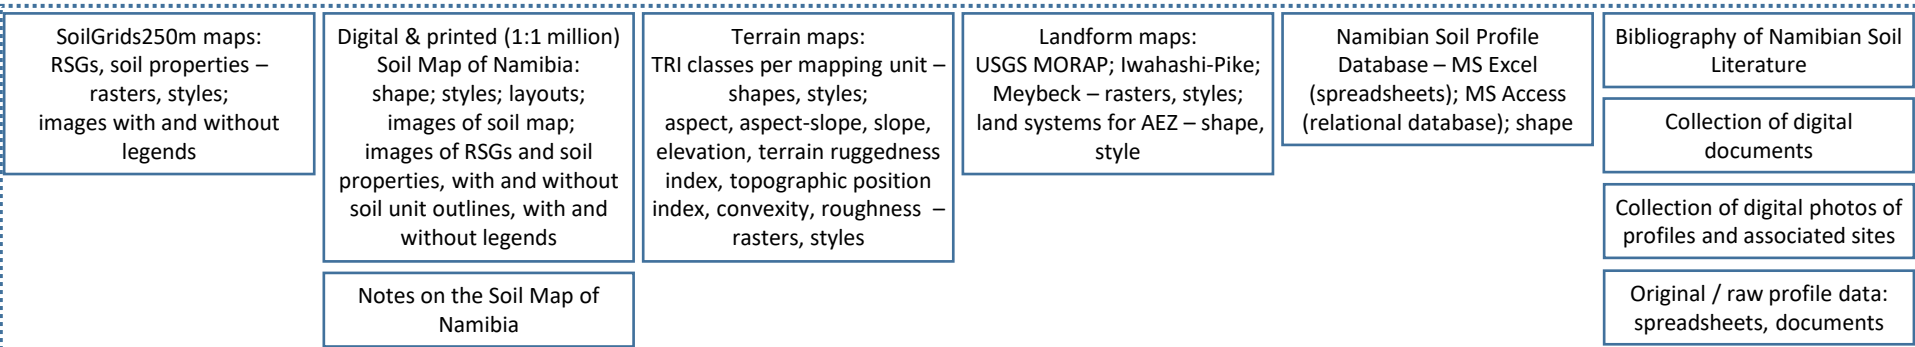 SoilGrids250m maps:
RSGs, soil properties –
rasters, styles;
images with and without
legends
Digital & printed (1:1 million)
Soil Map of Namibia:
shape; styles; layouts;
images of soil map;
images of RSGs and soil
properties, with and without
soil unit outlines, with and
without legends
Notes on the Soil Map of
Namibia
Terrain maps:
TRI classes per mapping unit –
shapes, styles;
aspect, aspect-slope, slope,
elevation, terrain ruggedness
index, topographic position
index, convexity, roughness –
rasters, styles
Landform maps:
USGS MORAP; Iwahashi-Pike;
Meybeck – rasters, styles;
land systems for AEZ – shape,
style
Namibian Soil Profile
Database – MS Excel
(spreadsheets); MS Access
(relational database); shape
Bibliography of Namibian Soil
Literature
Collection of digital
documents
Collection of digital photos of
profiles and associated sites
Original / raw profile data:
spreadsheets, documents